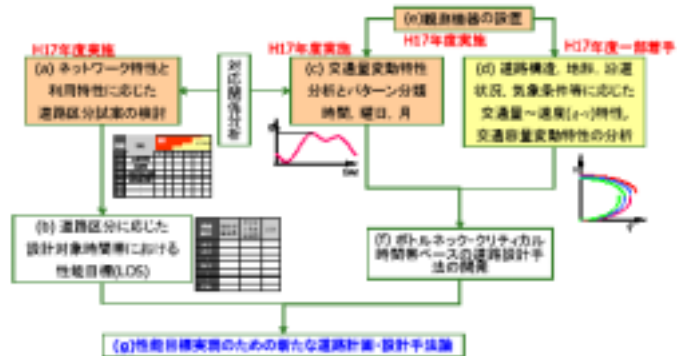 (e)観測機器の設置
H17年度実施
H17年度実施
H17年度実施
H17年度一部着手
(a) ネットワーク特性と
利用特性に応じた
道路区分試案の検討
対応関係分析
(c) 交通量変動特性
分析とパターン分類
時間、曜日、月
(d) 道路構造、地形、沿道
状況、気象条件等に応じた
交通量～速度(q-v)特性,
交通容量変動特性の分析
(b) 道路区分に応じた
設計対象時間帯における
性能目標(LOS)
(f) ボトルネック・クリティカル
時間帯ベースの道路設計手
法の開発
(g)性能目標実現のための新たな道路計画・設計手法論